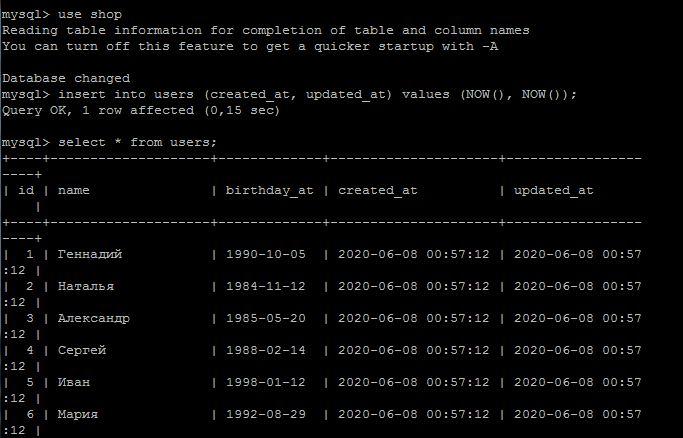 mysql> use shop
Reading table information for completion of table and column names
You can turn off this feature to get a quicker startup with -A

Database changed
mysql> insert into users (created_at, updated_at) values (NOW(), NOW());
Query OK, 1 row affected (0,15 sec)

mysql> select * from users;
+----+--------------------+-------------+---------------------+-----------------
----+
| id | name               | birthday_at | created_at          | updated_at
    |
+----+--------------------+-------------+---------------------+-----------------
----+
|  1 | Геннадий           | 1990-10-05  | 2020-06-08 00:57:12 | 2020-06-08 00:57
:12 |
|  2 | Наталья            | 1984-11-12  | 2020-06-08 00:57:12 | 2020-06-08 00:57
:12 |
|  3 | Александр          | 1985-05-20  | 2020-06-08 00:57:12 | 2020-06-08 00:57
:12 |
|  4 | Сергей             | 1988-02-14  | 2020-06-08 00:57:12 | 2020-06-08 00:57
:12 |
|  5 | Иван               | 1998-01-12  | 2020-06-08 00:57:12 | 2020-06-08 00:57
:12 |
|  6 | Мария              | 1992-08-29  | 2020-06-08 00:57:12 | 2020-06-08 00:57
:12 |